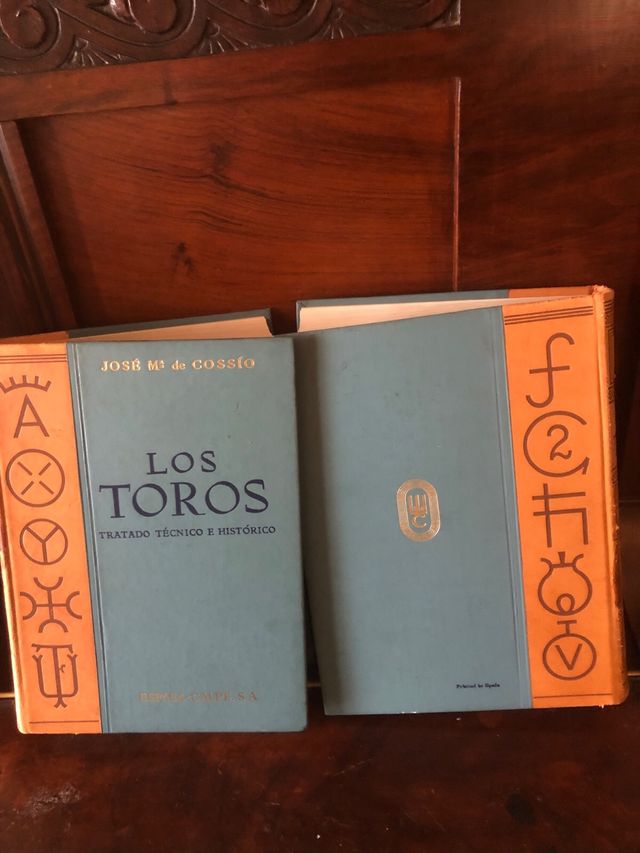 JOSÉ Mª de COSSÍO
LOS
TOROS
TRATADO TÉCNICO E HISTÓRICO
ESPASA-CALPE, S.A.
Printed in Spain